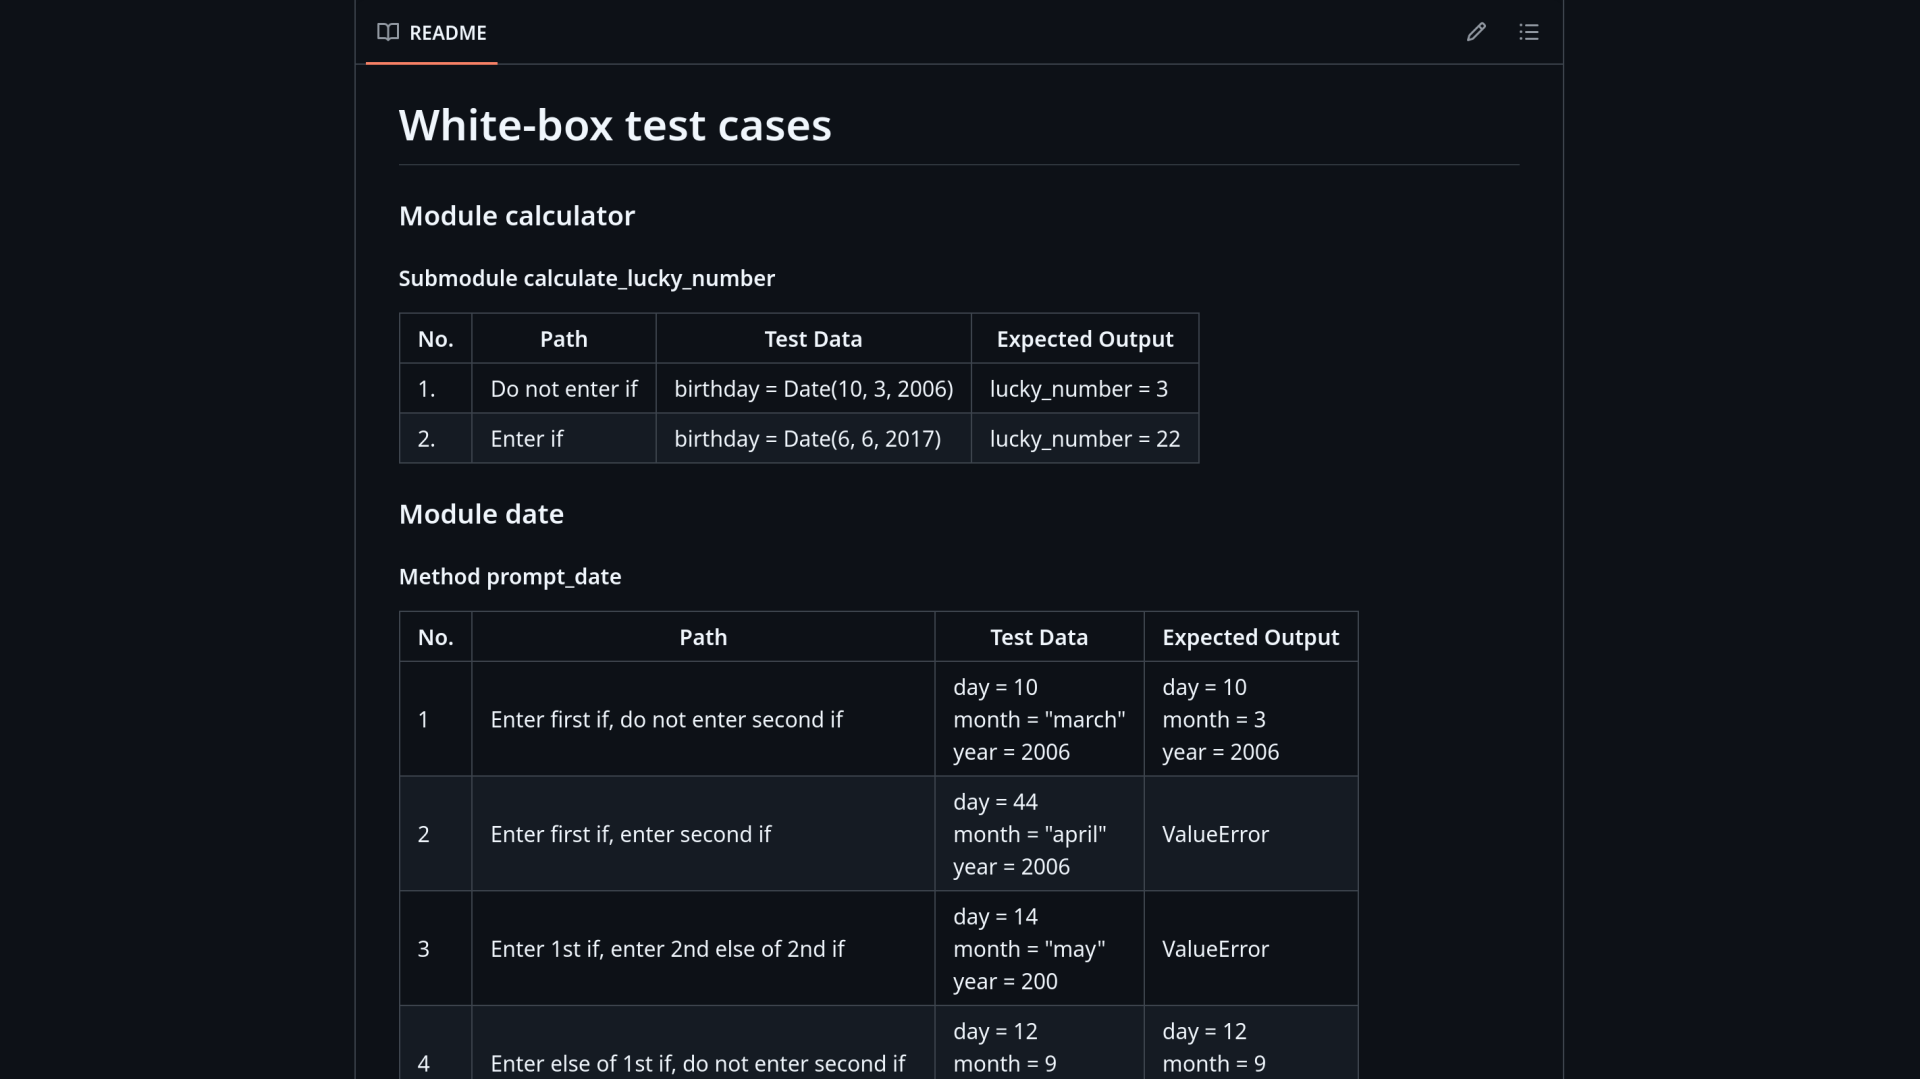 README
White-box test cases
Module calculator
Submodule calculate_lucky_number
No. Path Test Data Expected Output
1. Do not enter if birthday = Date(10, 3, 2006) lucky_number = 3
2. Enter if birthday = Date(6, 6, 2017) lucky_number = 22
Module date
Method prompt_date
No. Path Test Data Expected Output
day = 10 day = 10
1 Enter first if, do not enter second if month = "march" month = 3
year = 2006 year = 2006
day = 44
2 Enter first if, enter second if month = "april" ValueError
year = 2006
day = 14
3 Enter 1st if, enter 2nd else of 2nd if month = "may" ValueError
year = 200
day = 12 day = 12
4 Enter else of 1st if, do not enter second if month = 9 month = 9